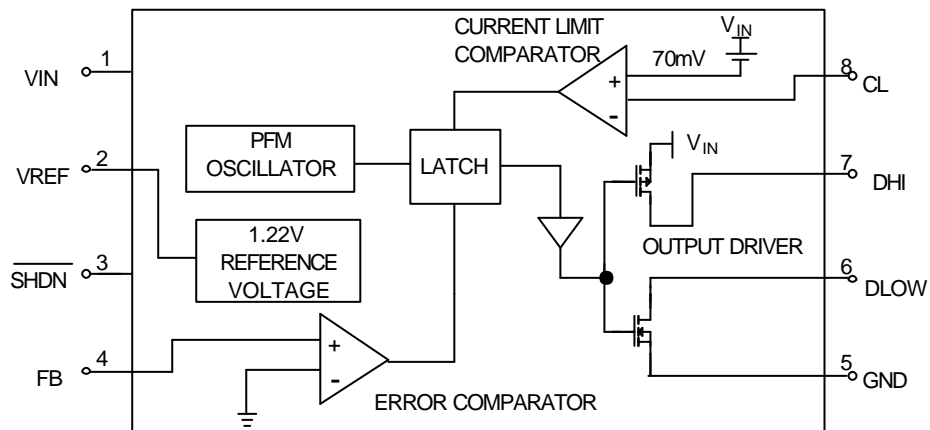 CURRENT LIMIT
COMPARATOR
VIN
70mV
+
-
1
VIN
8
CL
PFM
OSCILLATOR
LATCH
VIN
2
VREF
7
DHI
1.22V
REFERENCE
VOLTAGE
OUTPUT DRIVER
3
SHDN
6
DLOW
4
FB
+
-
5
GND
ERROR COMPARATOR